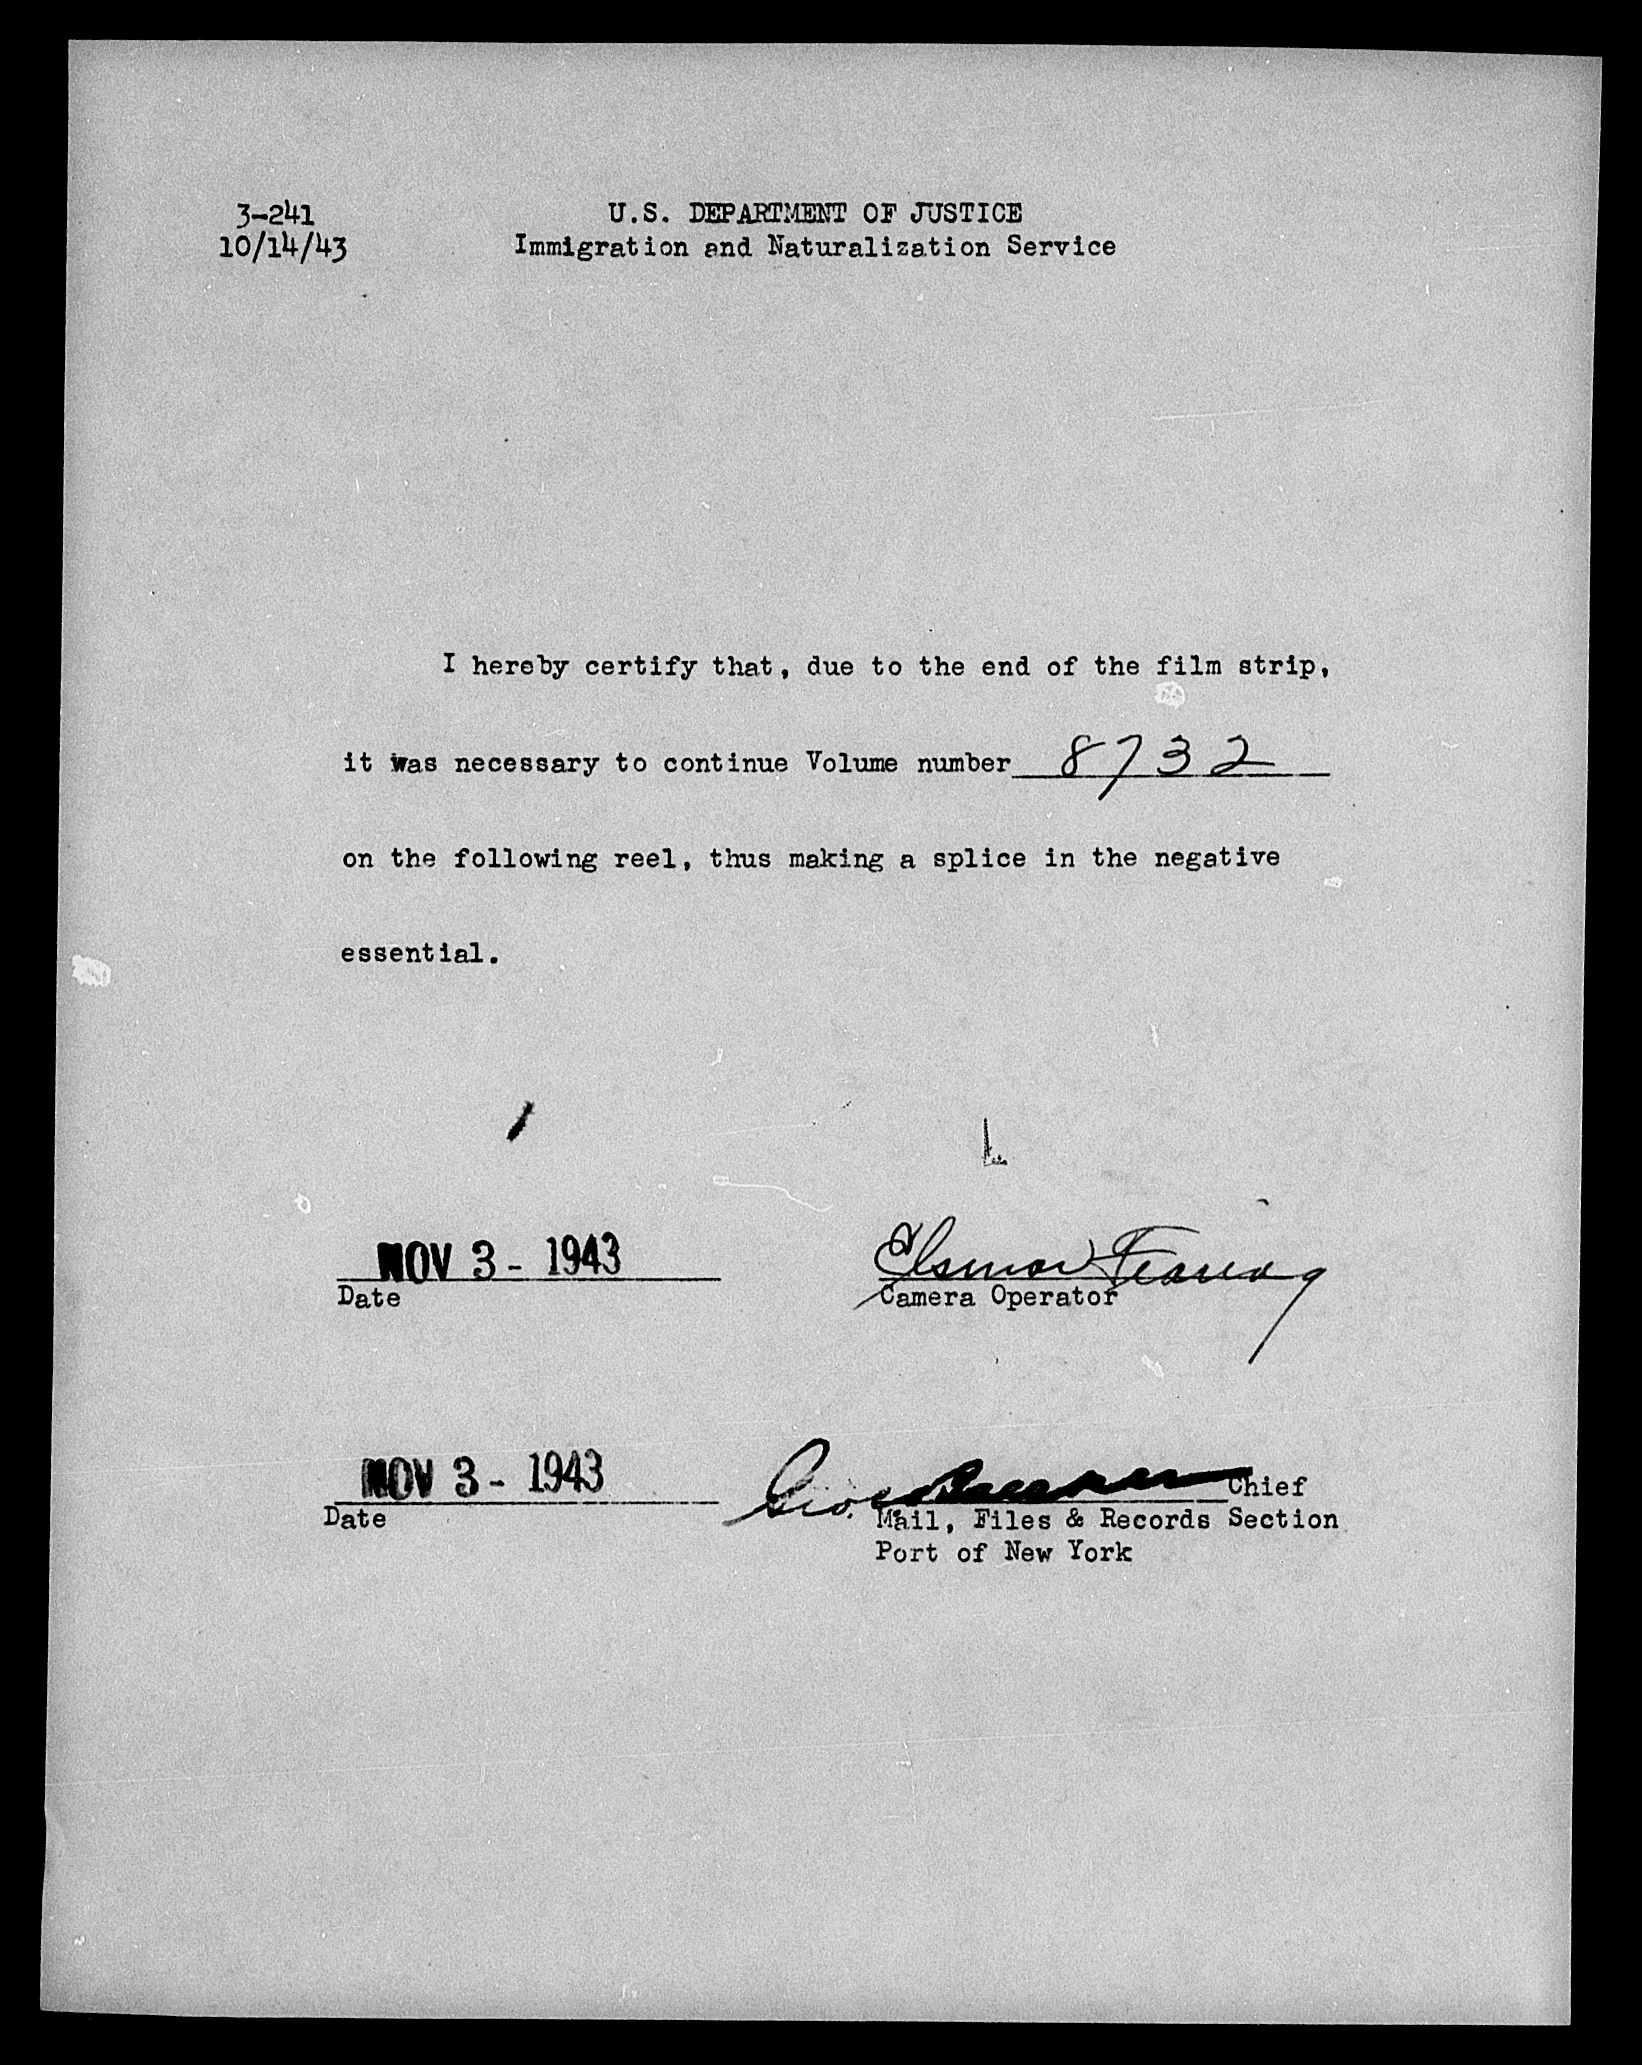 3-241
10/14/43
U.S. DEPARTMENT OF JUSTICE
Immigration and Naturalization Service
I hereby certify that, due to the end of the film strip,
it was necessary to continue Volume number 8732
on the following reel, thus making a splice in the negative
essential.
NOV 3 - 1943
Date
Camera Operator
NOV 3 - 1943
Date
Geo. Chief
Mail, Files & Records Section
Port of New York